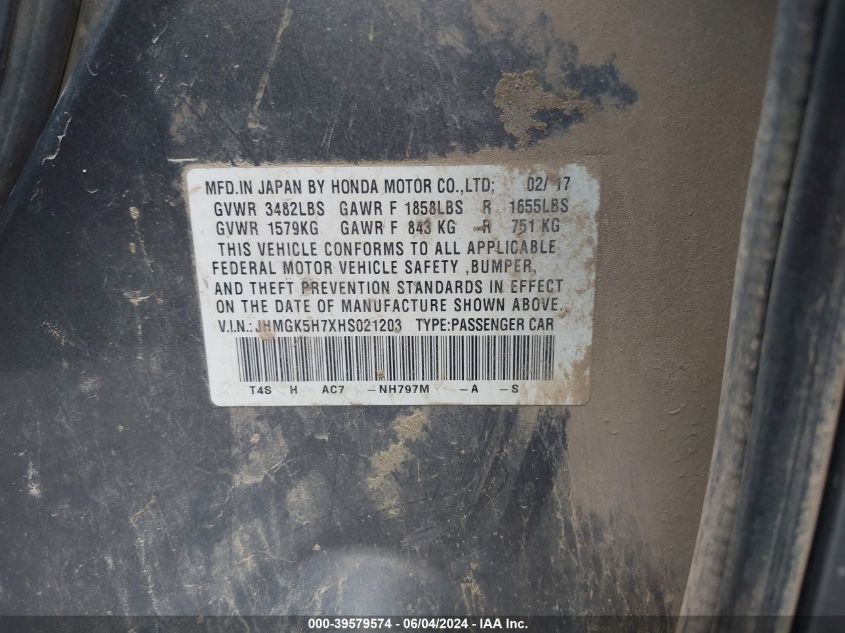 MFD.IN JAPAN BY HONDA MOTOR CO.,LTD; 02/17
GVWR 3482LBS GAWR F 1858LBS R 1655LBS
GVWR 1579KG GAWR F 843 KG R 751 KG
THIS VEHICLE CONFORMS TO ALL APPLICABLE
FEDERAL MOTOR VEHICLE SAFETY ,BUMPER,
AND THEFT PREVENTION STANDARDS IN EFFECT
ON THE DATE OF MANUFACTURE SHOWN ABOVE.
V.I.N.: JHMGK5H7XHS021203 TYPE:PASSENGER CAR
T4S H AC7 -NH797M -A -S
000-39579574 - 06/04/2024 - IAA Inc.